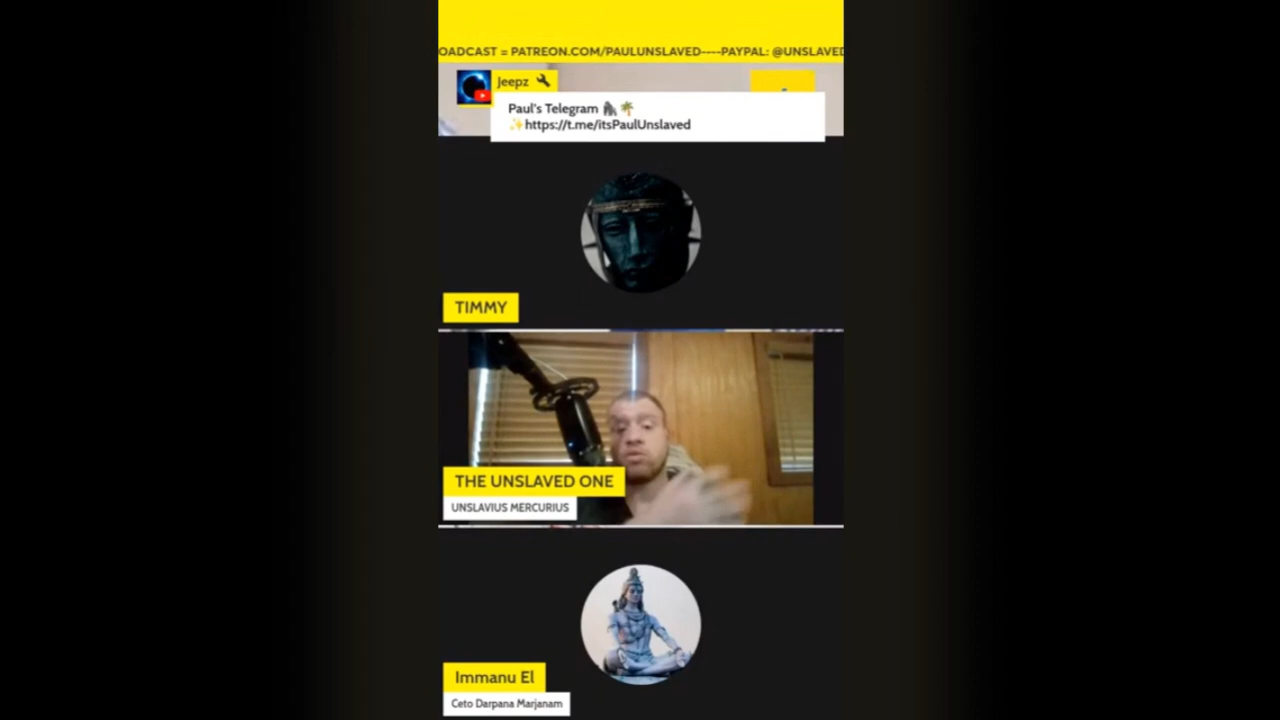 OADCAST = PATREON.COM/PAULUNSLAVED----PAYPAL: @UNSLAVED
Jeepz
Paul's Telegram 🦍🌴
✨https://t.me/itsPaulUnslaved
TIMMY
THE UNSLAVED ONE
UNSLAVIUS MERCURIUS
Immanu El
Ceto Darpana Marjanam